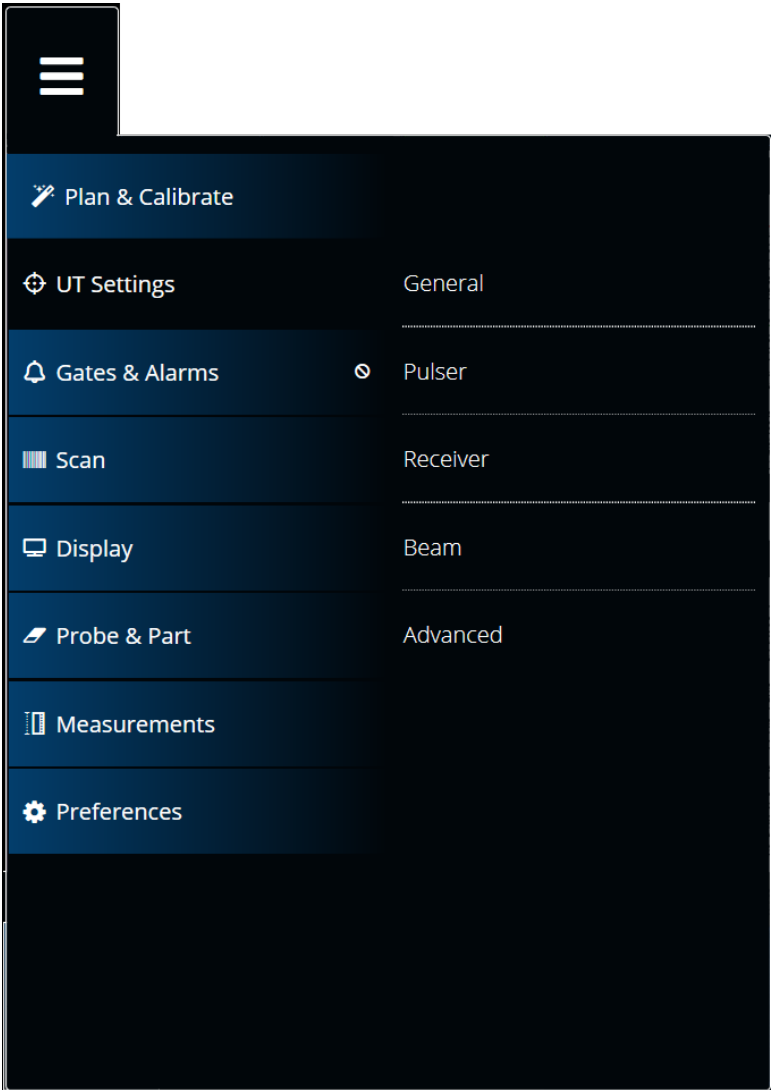 Plan & Calibrate
UT Settings
Gates & Alarms
Scan
Display
Probe & Part
Measurements
Preferences
General
Pulser
Receiver
Beam
Advanced